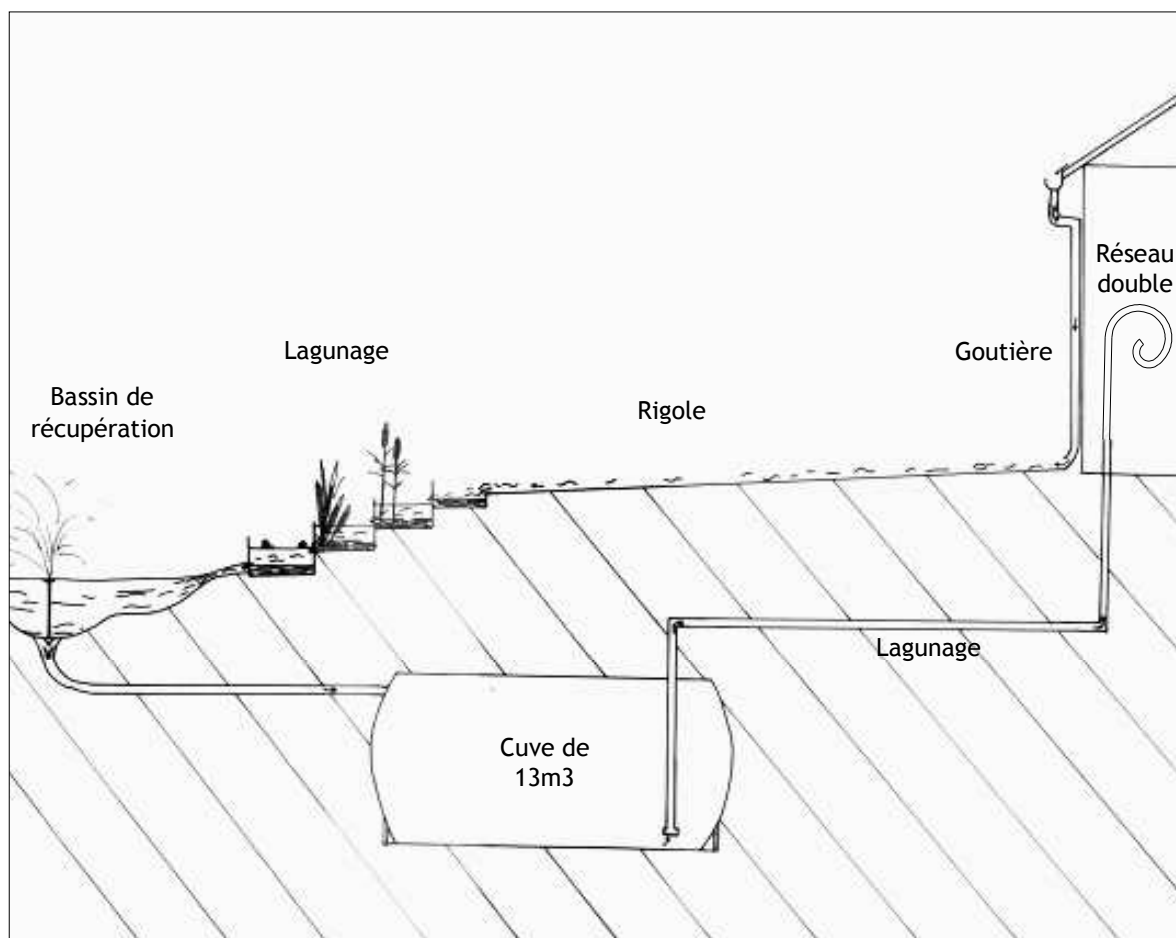 Réseau
double
Lagunage
Goutière
Bassin de
récupération
Rigole
Lagunage
Cuve de
13m3